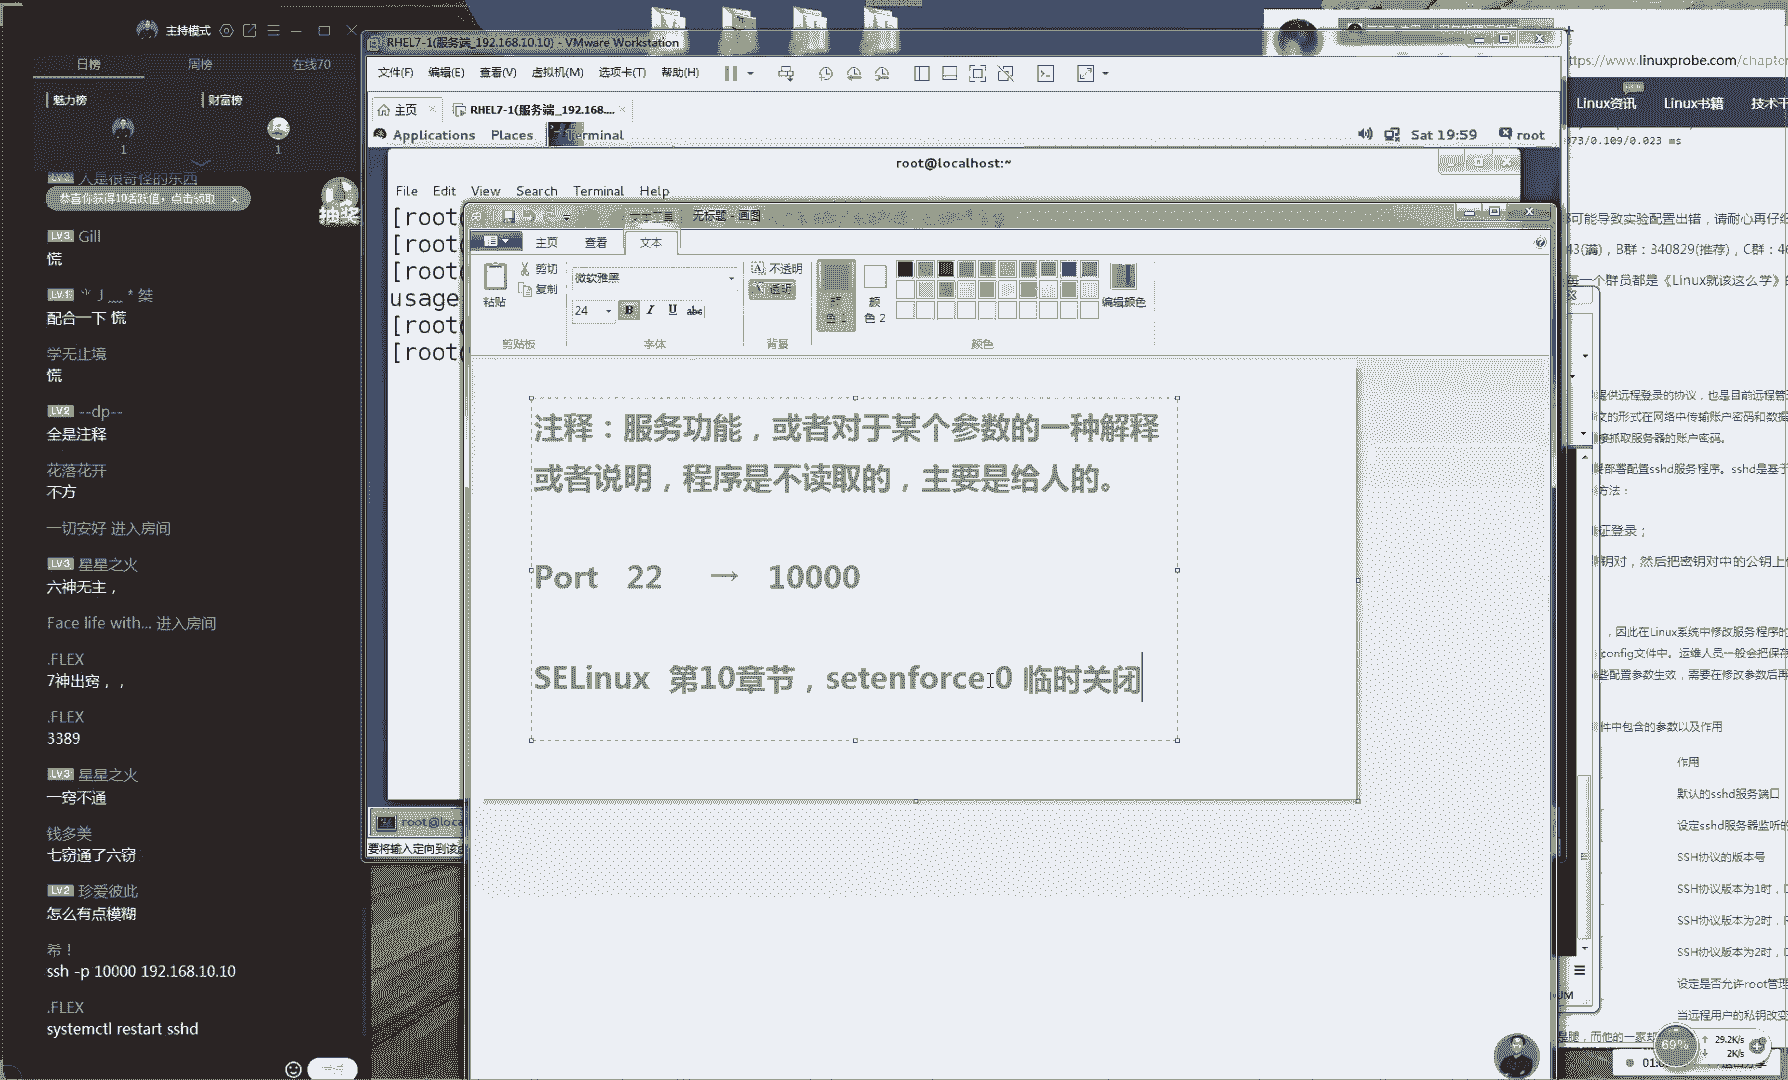 主持模式
日榜 周榜 在线70
魅力榜 财富榜
1 1
LV3 人是很奇怪的东西
恭喜你获得10活跃值，点击领取
抽奖
LV3 Gill
慌
配合一下 慌
学无止境
慌
LV2 --dp--
全是注释
花落花开
不方
一切安好 进入房间
LV3 星星之火
六神无主，
Face life with... 进入房间
.FLEX
7神出窍，，
.FLEX
3389
LV3 星星之火
一窍不通
钱多美
七窃通了六窃
LV2 珍爱彼此
怎么有点模糊
希！
ssh -p 10000 192.168.10.10
.FLEX
systemctl restart sshd
RHEL7-1(服务端_192.168.10.10) - VMware Workstation
文件(F) 编辑(E) 查看(V) 虚拟机(M) 选项卡(T) 帮助(H)
主页 RHEL7-1(服务端_192.168....
Applications Places Terminal Sat 19:59 root
root@localhost:~
File Edit View Search Terminal Help
[root
[root
[root
usage
[root
[root
文本工具 无标题 - 画图
主页 查看 文本
粘贴 剪切 复制
剪贴板
微软雅黑
24 B I U abc
字体
不透明
透明
背景
颜色 1
颜色 2
编辑颜色
颜色
注释：服务功能，或者对于某个参数的一种解释
或者说明，程序是不读取的，主要是给人的。
Port 22 → 10000
SELinux 第10章节，setenforce 0 临时关闭
root@loca
要将输入定向到该虚
ttps://www.linuxprobe.com/chapte
Linux资讯 Linux书籍 技术干
073/0.109/0.023 ms
可能导致实验配置出错，请耐心再仔细
43(满)，B群：340829(推荐)，C群：46
每一个群员都是《Linux就该这么学》的
提供远程登录的协议，也是目前远程管
文的形式在网络中传输账户密码和数据
接抓取服务器的账户密码。
要部署配置sshd服务程序。sshd是基于
方法：
证登录；
钥对，然后把密钥对中的公钥上传
，因此在Linux系统中修改服务程序的
config文件中。运维人员一般会把保存
些配置参数生效，需要在修改参数后再
件中包含的参数以及作用
作用
默认的sshd服务端口
设定sshd服务器监听的
SSH协议的版本号
SSH协议版本为1时，D
SSH协议版本为2时，R
SSH协议版本为2时，D
设定是否允许root管理
当远程用户的私钥改变
69%
29.2K/s
2K/s